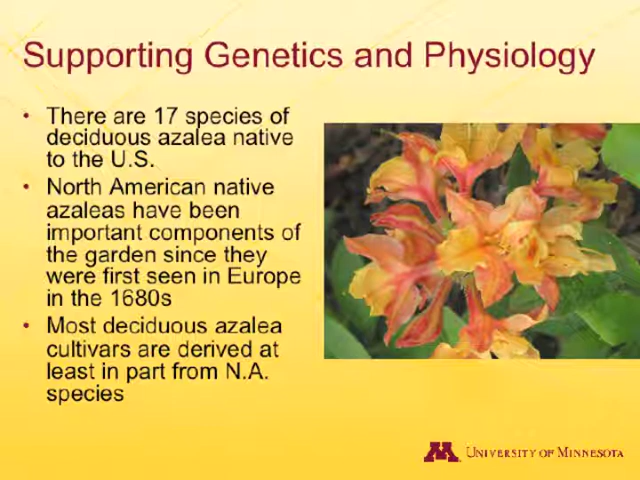 Supporting Genetics and Physiology
• There are 17 species of
deciduous azalea native
to the U.S.
• North American native
azaleas have been
important components of
the garden since they
were first seen in Europe
in the 1680s
• Most deciduous azalea
cultivars are derived at
least in part from N.A.
species
M
UNIVERSITY OF MINNESOTA